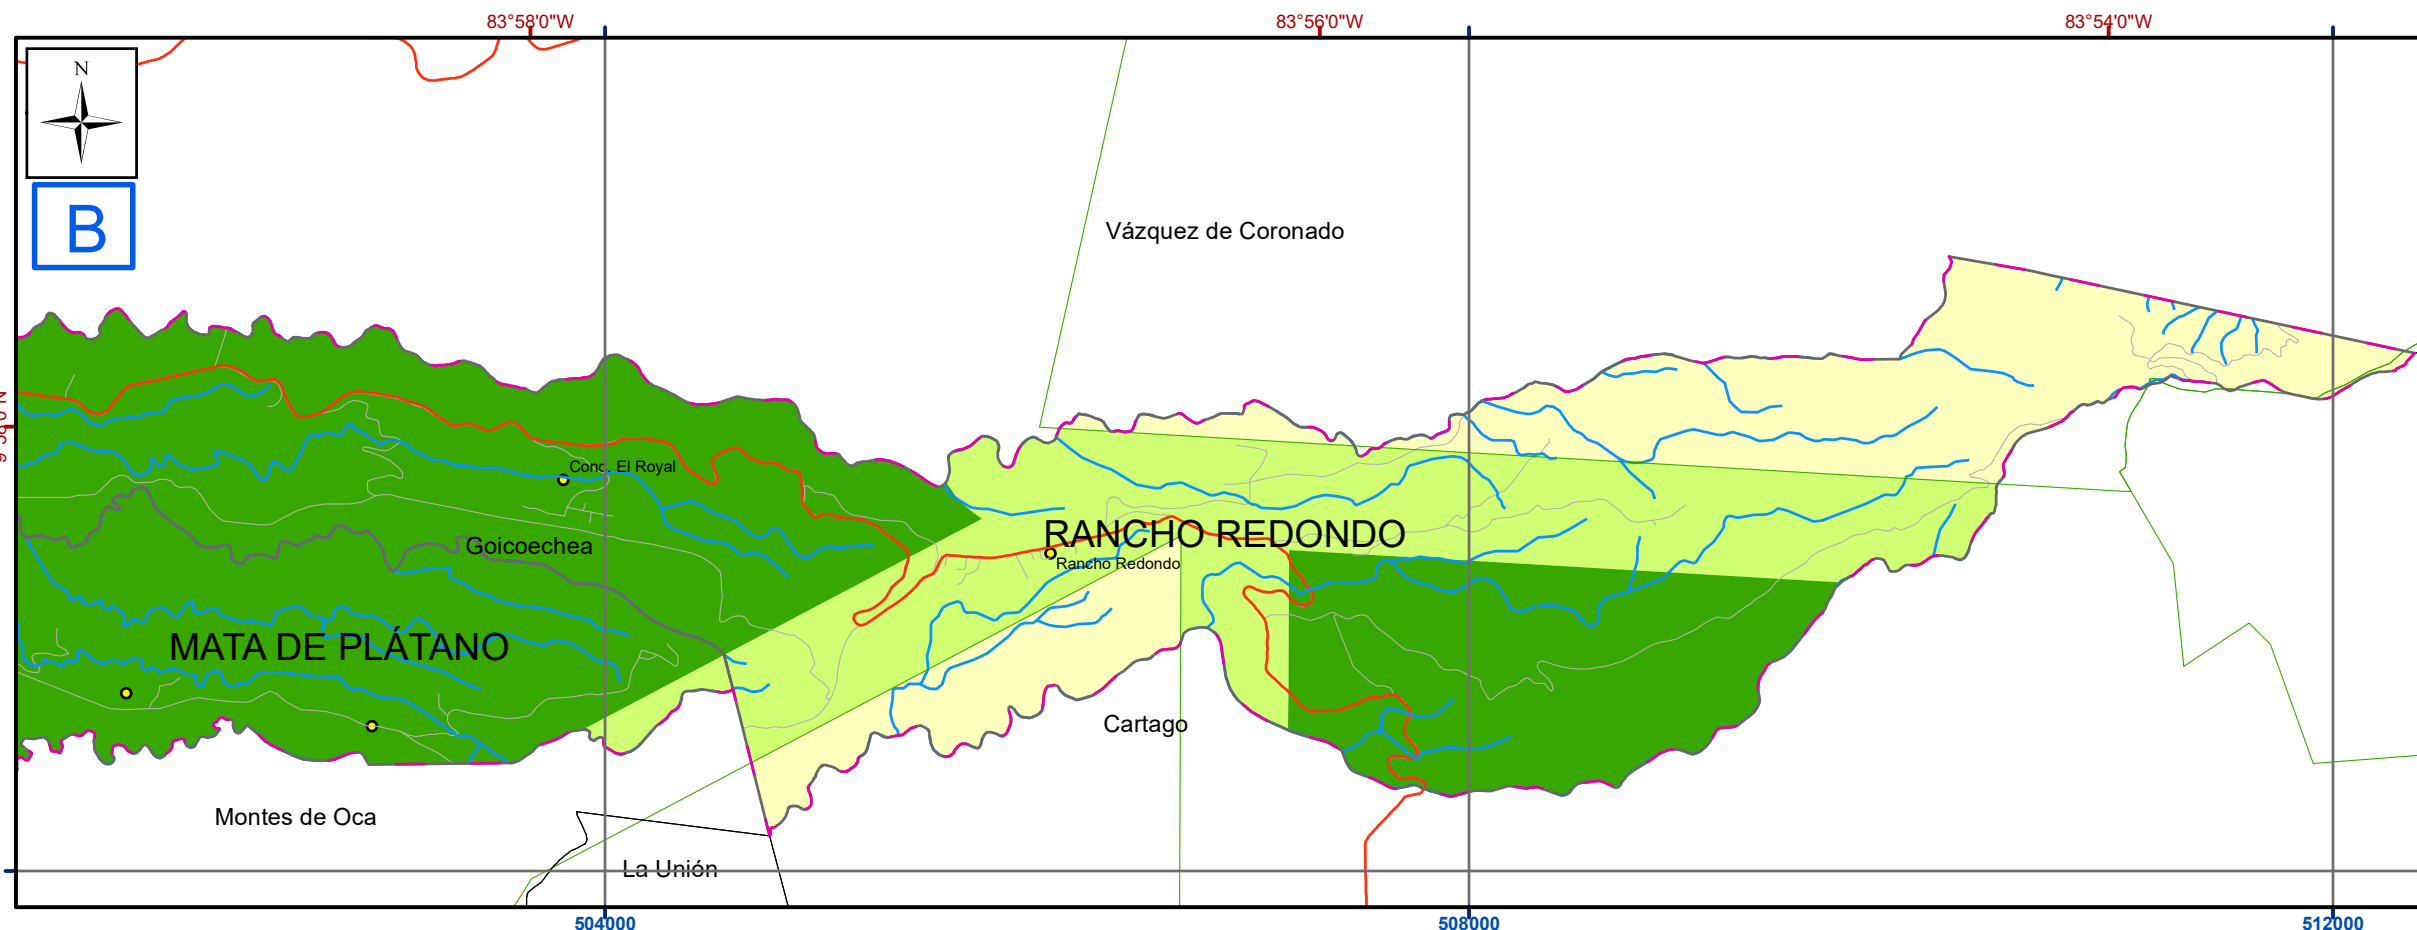 83°58'0"W
83°56'0"W
83°54'0"W
N
B
Vázquez de Coronado
Cond. El Royal
RANCHO REDONDO
Goicoechea
Rancho Redondo
MATA DE PLÁTANO
Cartago
Montes de Oca
La Unión
504000
508000
512000